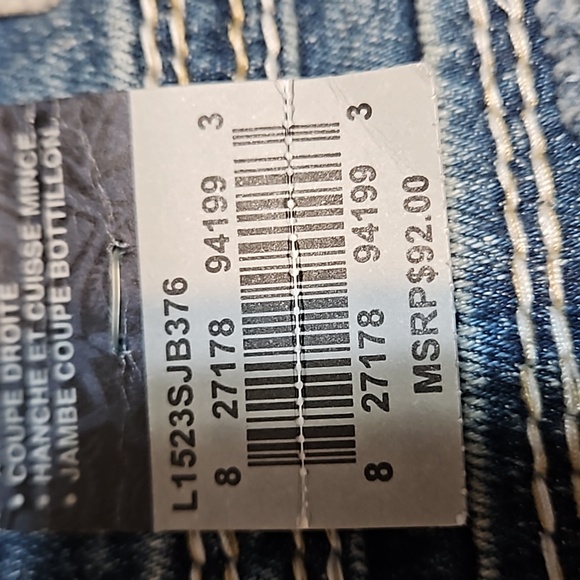 • COUPE DROITE
• HANCHE ET CUISSE MINCE
• JAMBE COUPE BOTTILLON
L1523SJB376
8 27178 94199 3
8 27178 94199 3
MSRP$92.00